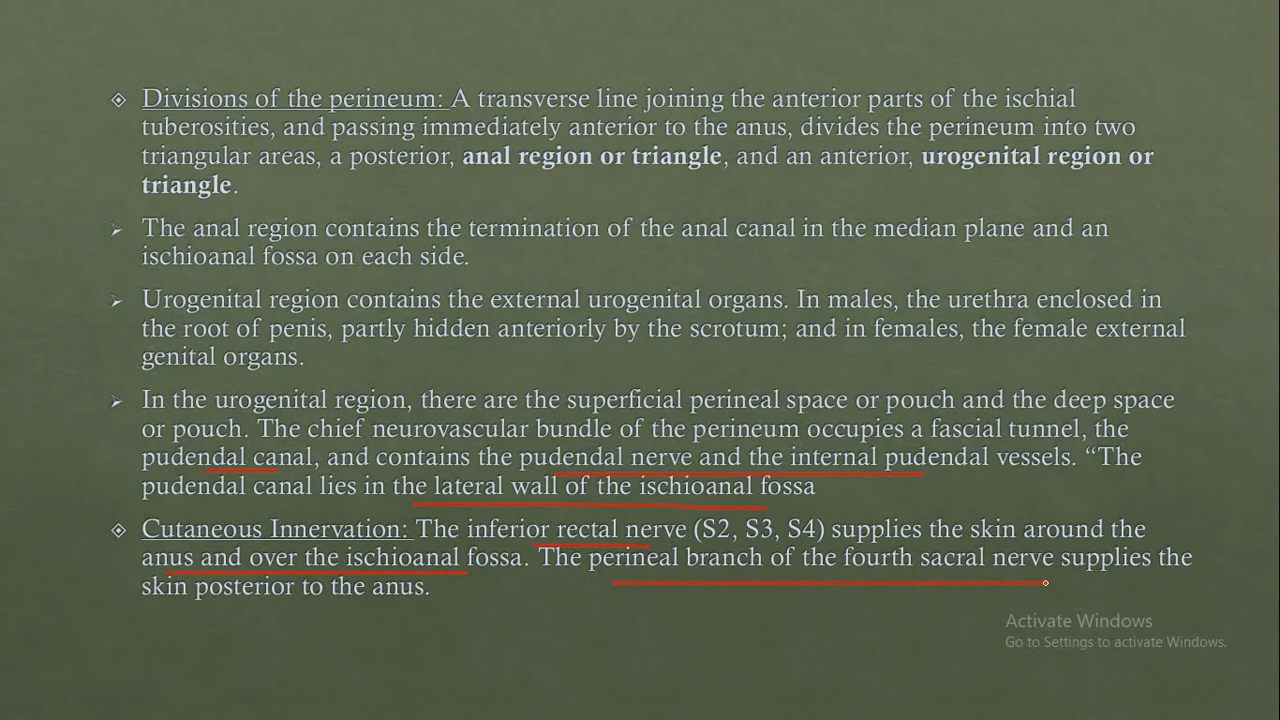 Divisions of the perineum: A transverse line joining the anterior parts of the ischial
tuberosities, and passing immediately anterior to the anus, divides the perineum into two
triangular areas, a posterior, anal region or triangle, and an anterior, urogenital region or
triangle.
The anal region contains the termination of the anal canal in the median plane and an
ischioanal fossa on each side.
Urogenital region contains the external urogenital organs. In males, the urethra enclosed in
the root of penis, partly hidden anteriorly by the scrotum; and in females, the female external
genital organs.
In the urogenital region, there are the superficial perineal space or pouch and the deep space
or pouch. The chief neurovascular bundle of the perineum occupies a fascial tunnel, the
pudendal canal, and contains the pudendal nerve and the internal pudendal vessels. “The
pudendal canal lies in the lateral wall of the ischioanal fossa
Cutaneous Innervation: The inferior rectal nerve (S2, S3, S4) supplies the skin around the
anus and over the ischioanal fossa. The perineal branch of the fourth sacral nerve supplies the
skin posterior to the anus.
Activate Windows
Go to Settings to activate Windows.